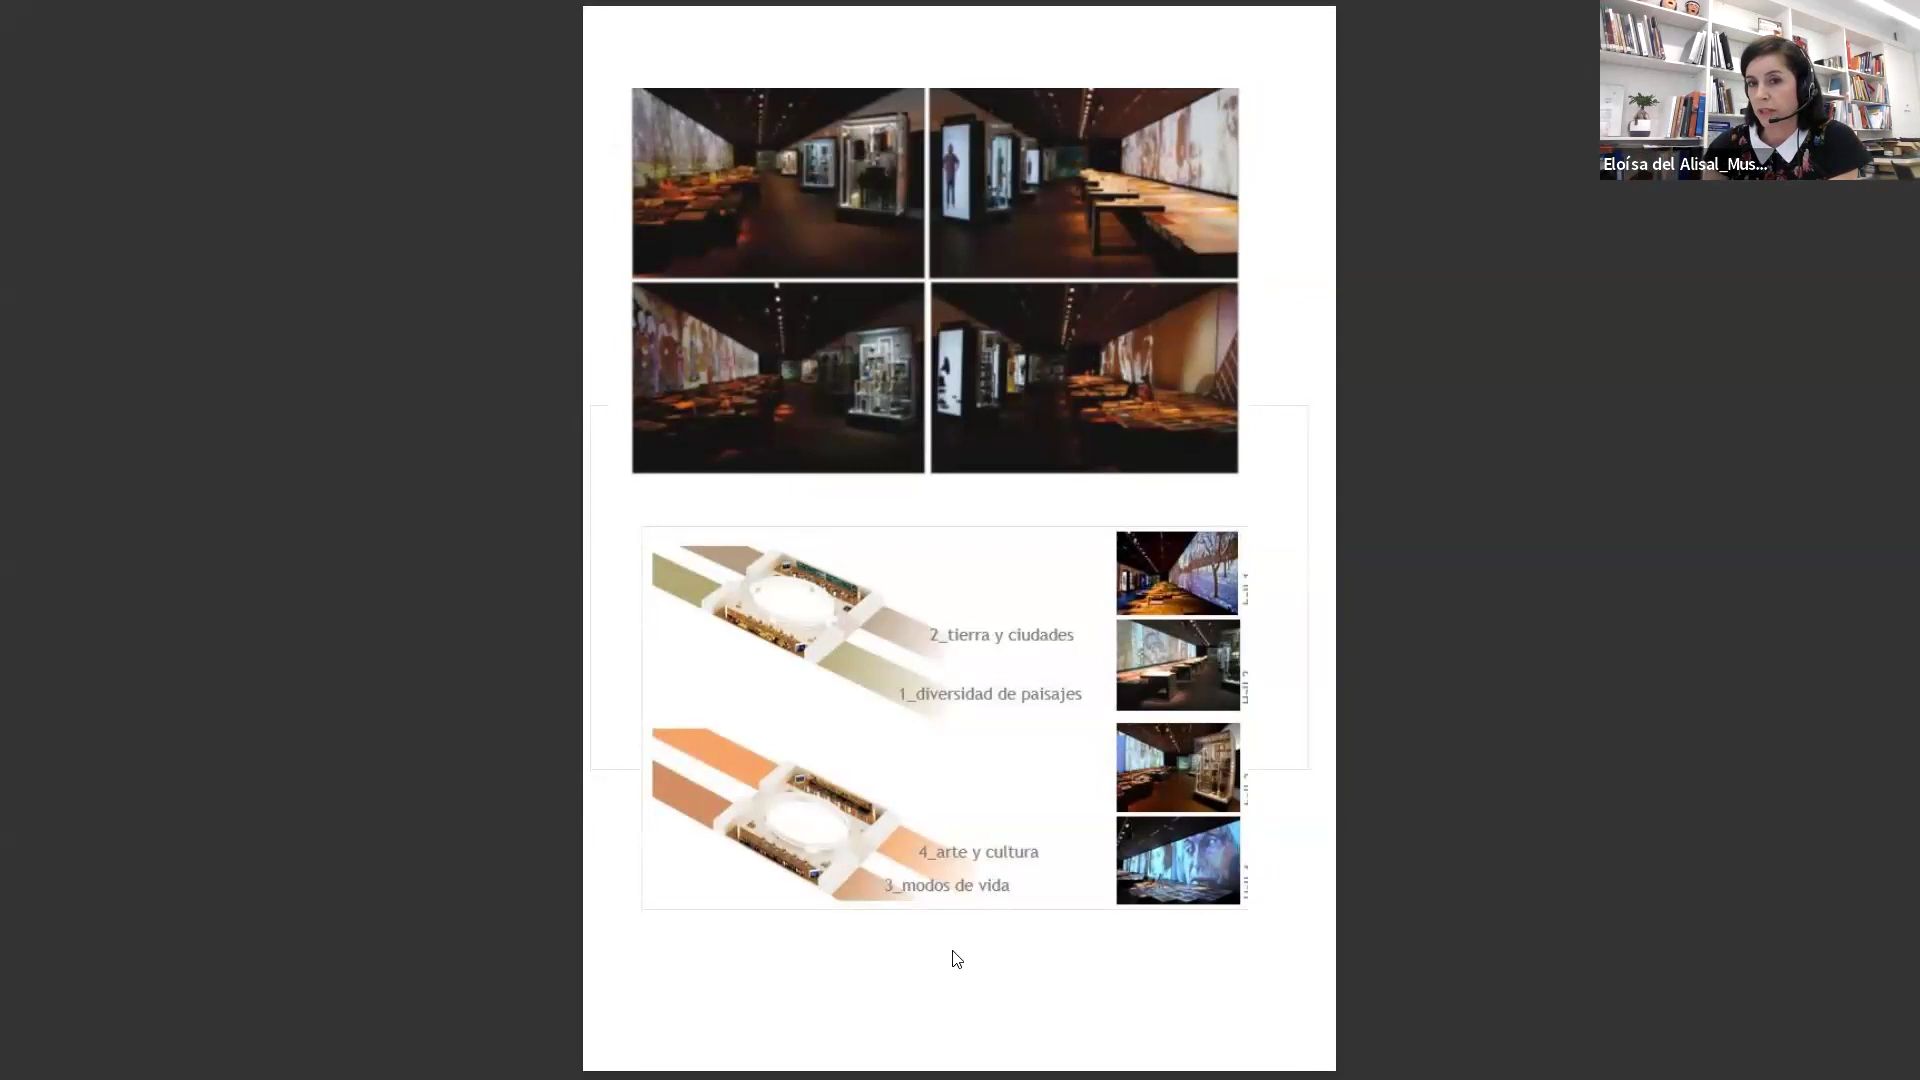 Eloísa del Alisal_Mus...
2_tierra y ciudades
1_diversidad de paisajes
4_arte y cultura
3_modos de vida